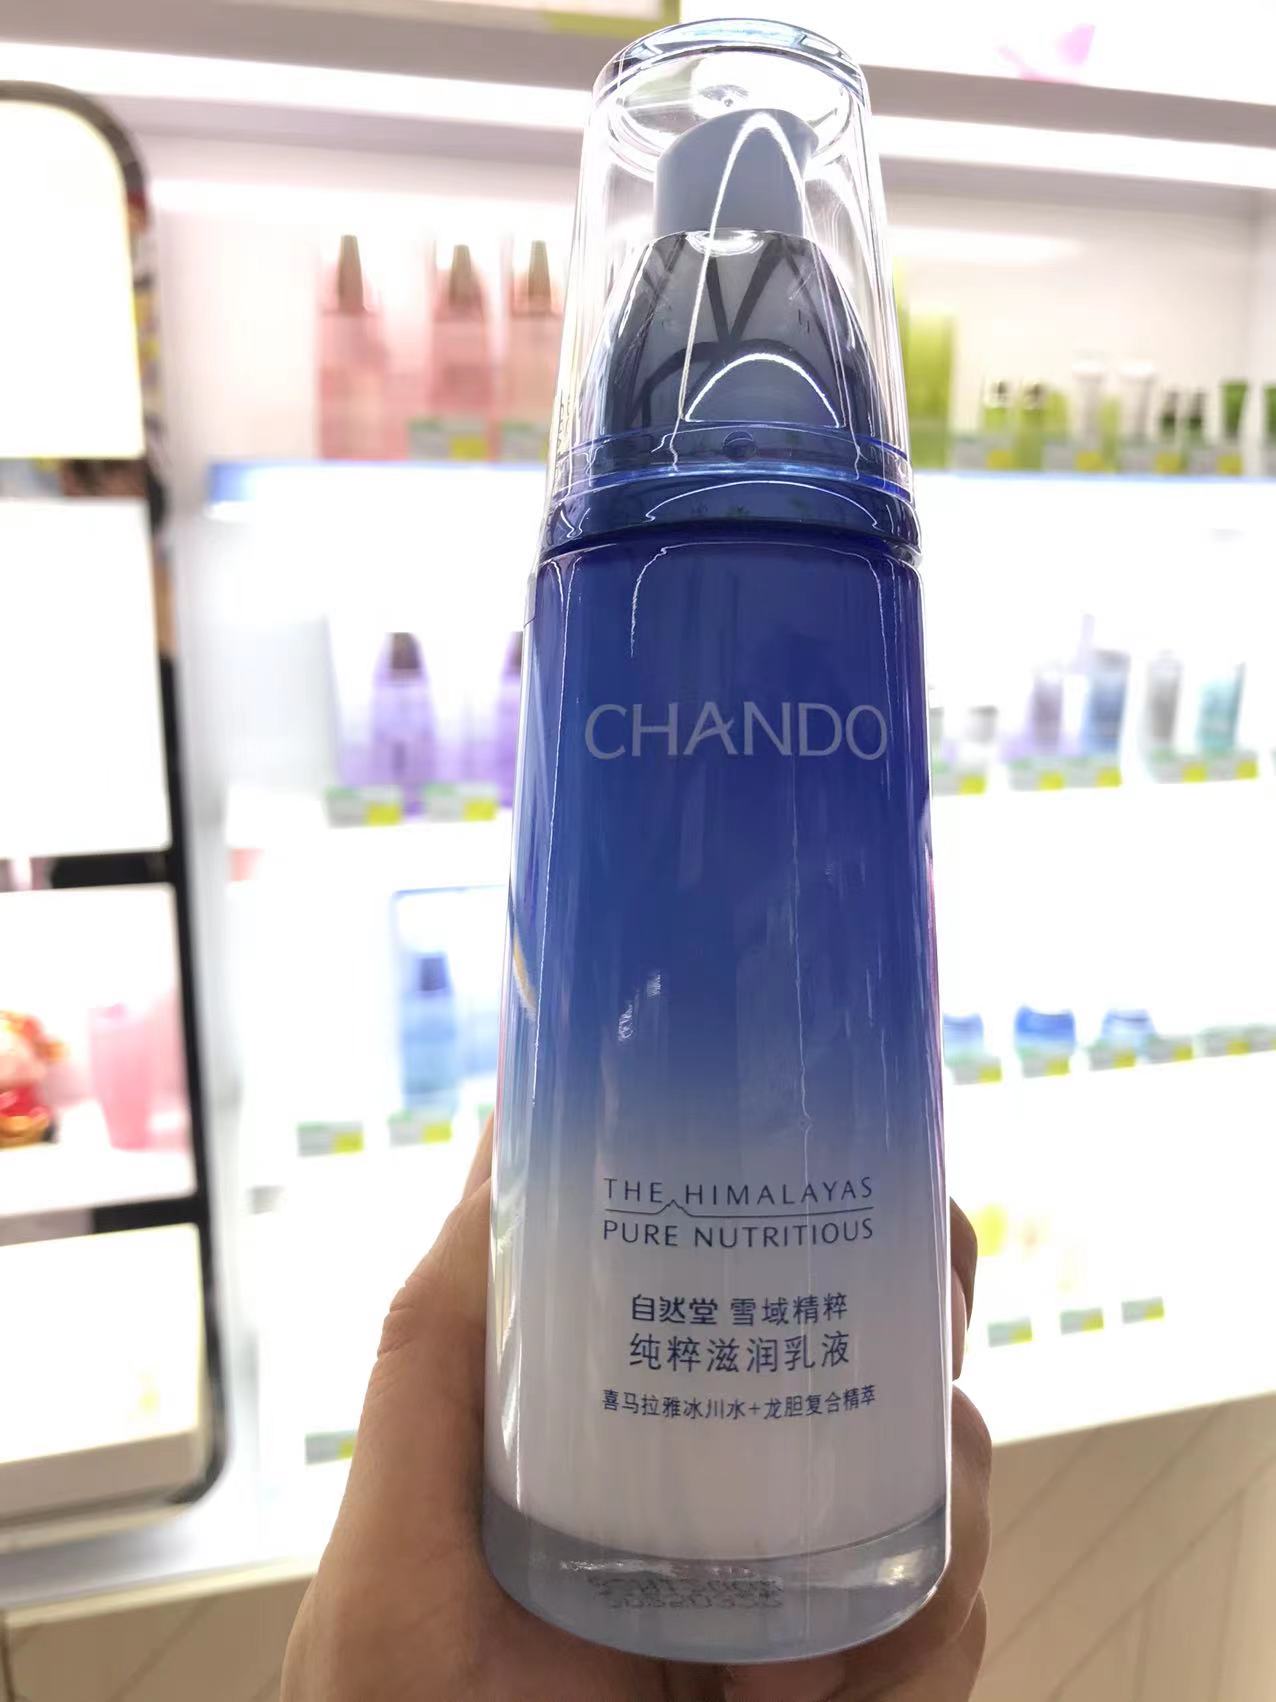 CHANDO
THE HIMALAYAS
PURE NUTRITIOUS
自然堂 雪域精粹
纯粹滋润乳液
喜马拉雅冰川水+龙胆复合精萃